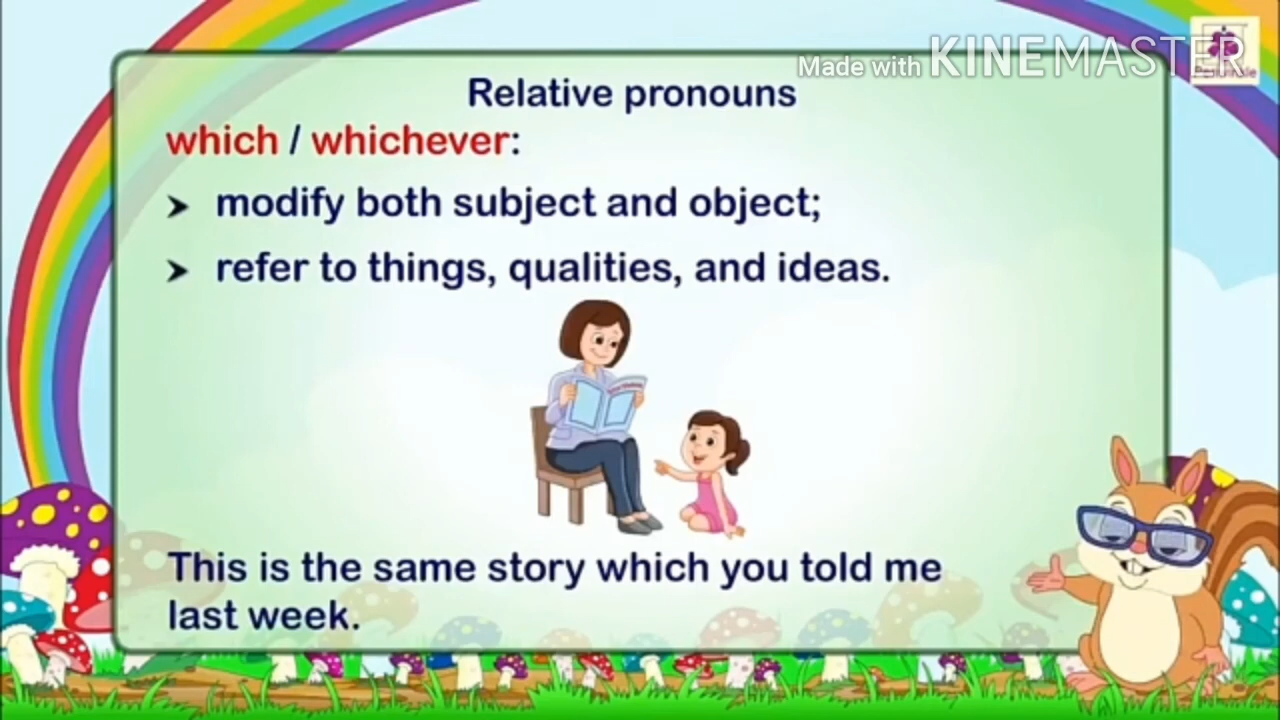 Made with KINEMASTER
Relative pronouns
which / whichever:
➤ modify both subject and object;
➤ refer to things, qualities, and ideas.
This is the same story which you told me
last week.